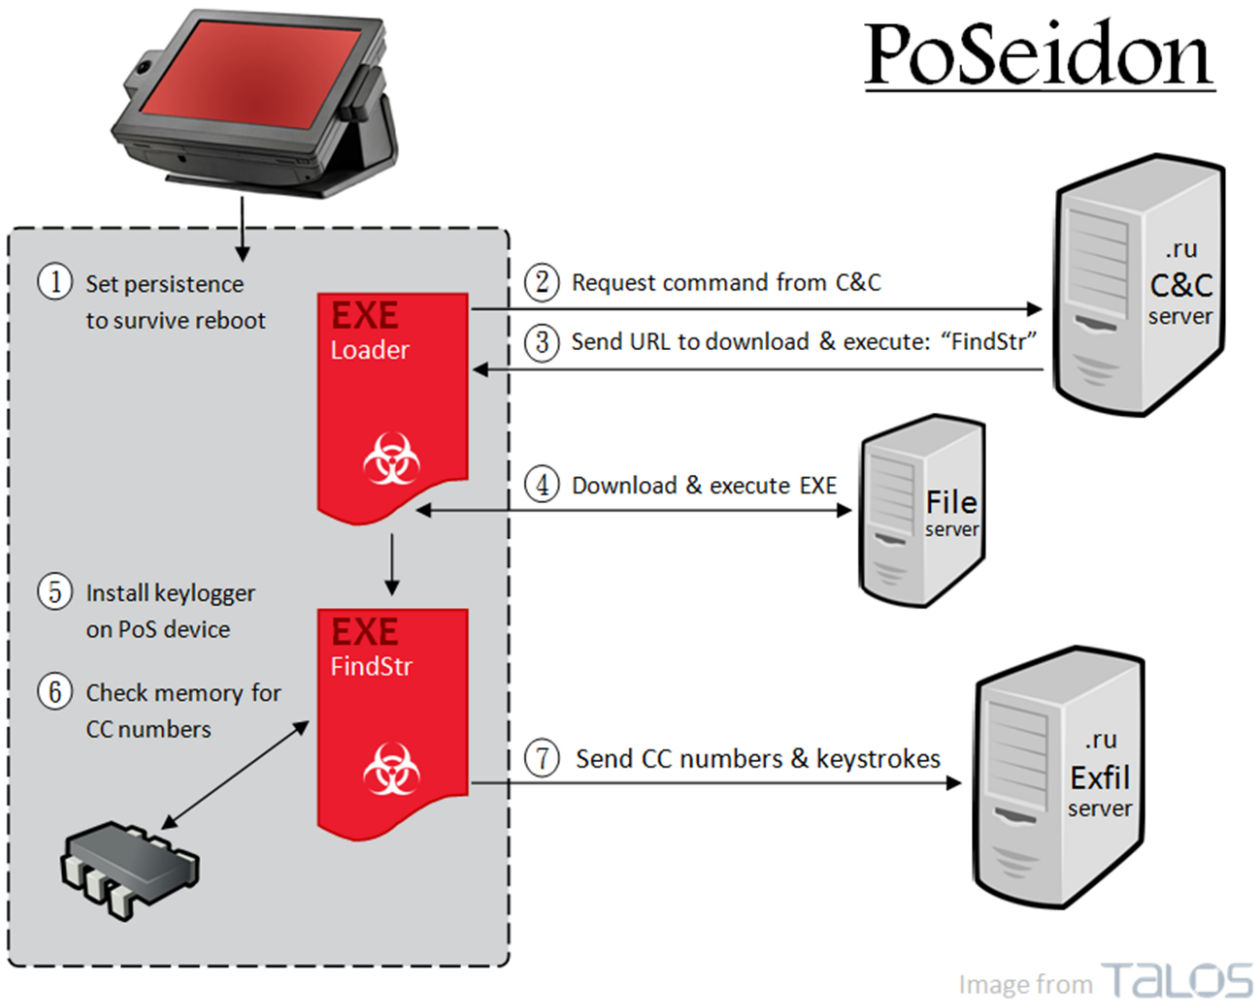 PoSeidon
① Set persistence
to survive reboot
EXE
Loader
② Request command from C&C
③ Send URL to download & execute: “FindStr”
.ru
C&C
server
④ Download & execute EXE
File
server
⑤ Install keylogger
on PoS device
EXE
FindStr
⑥ Check memory for
CC numbers
⑦ Send CC numbers & keystrokes
.ru
Exfil
server
Image from TALOS